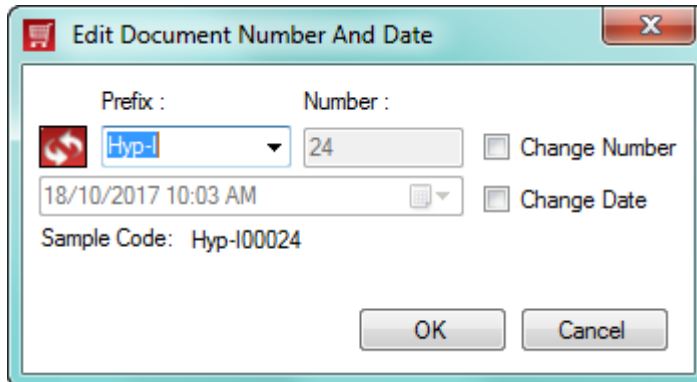 Edit Document Number And Date
Prefix : Number :
Hyp-I 24 Change Number
18/10/2017 10:03 AM Change Date
Sample Code: Hyp-I00024
OK Cancel